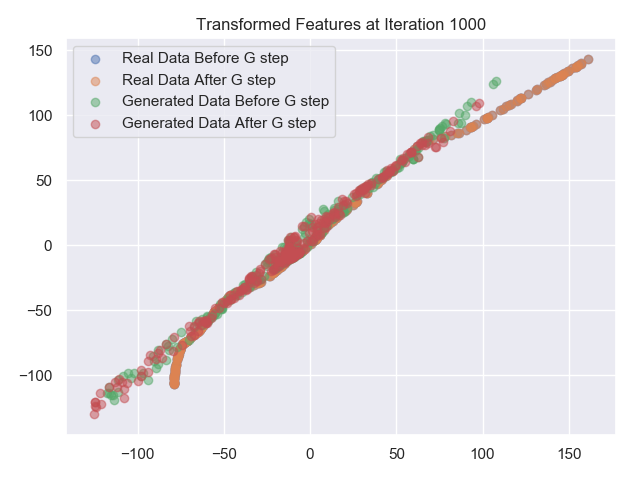 Transformed Features at Iteration 1000
Real Data Before G step
Real Data After G step
Generated Data Before G step
Generated Data After G step
150
100
50
0
−50
−100
−100
−50
0
50
100
150